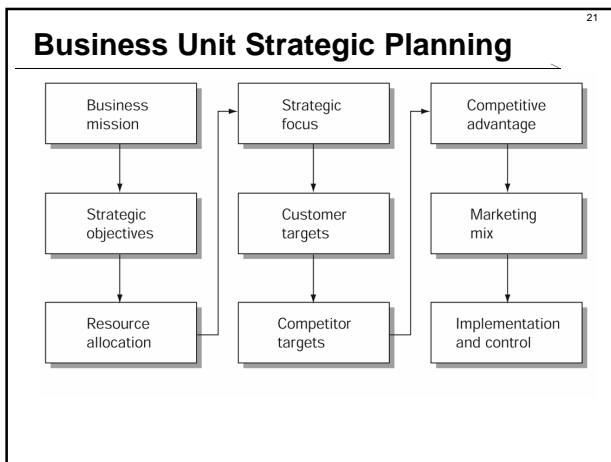 21
Business Unit Strategic Planning
Business
mission
Strategic
objectives
Resource
allocation
Strategic
focus
Customer
targets
Competitor
targets
Competitive
advantage
Marketing
mix
Implementation
and control